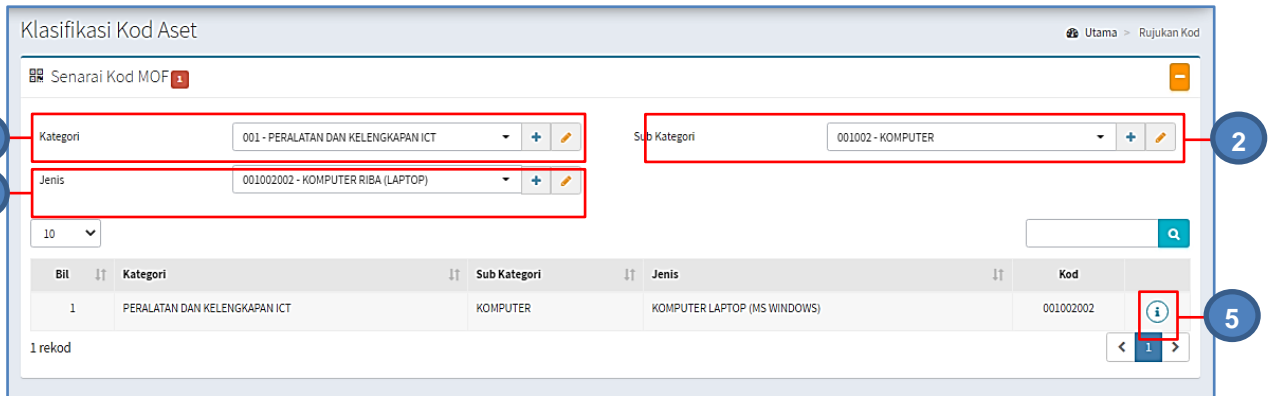 Klasifikasi Kod Aset
Utama > Rujukan Kod
Senarai Kod MOF 1
Kategori 001 - PERALATAN DAN KELENGKAPAN ICT
Sub Kategori 001002 - KOMPUTER
2
Jenis 001002002 - KOMPUTER RIBA (LAPTOP)
10
Bil Kategori Sub Kategori Jenis Kod
1 PERALATAN DAN KELENGKAPAN ICT KOMPUTER KOMPUTER LAPTOP (MS WINDOWS) 001002002
5
1 rekod
< 1 >